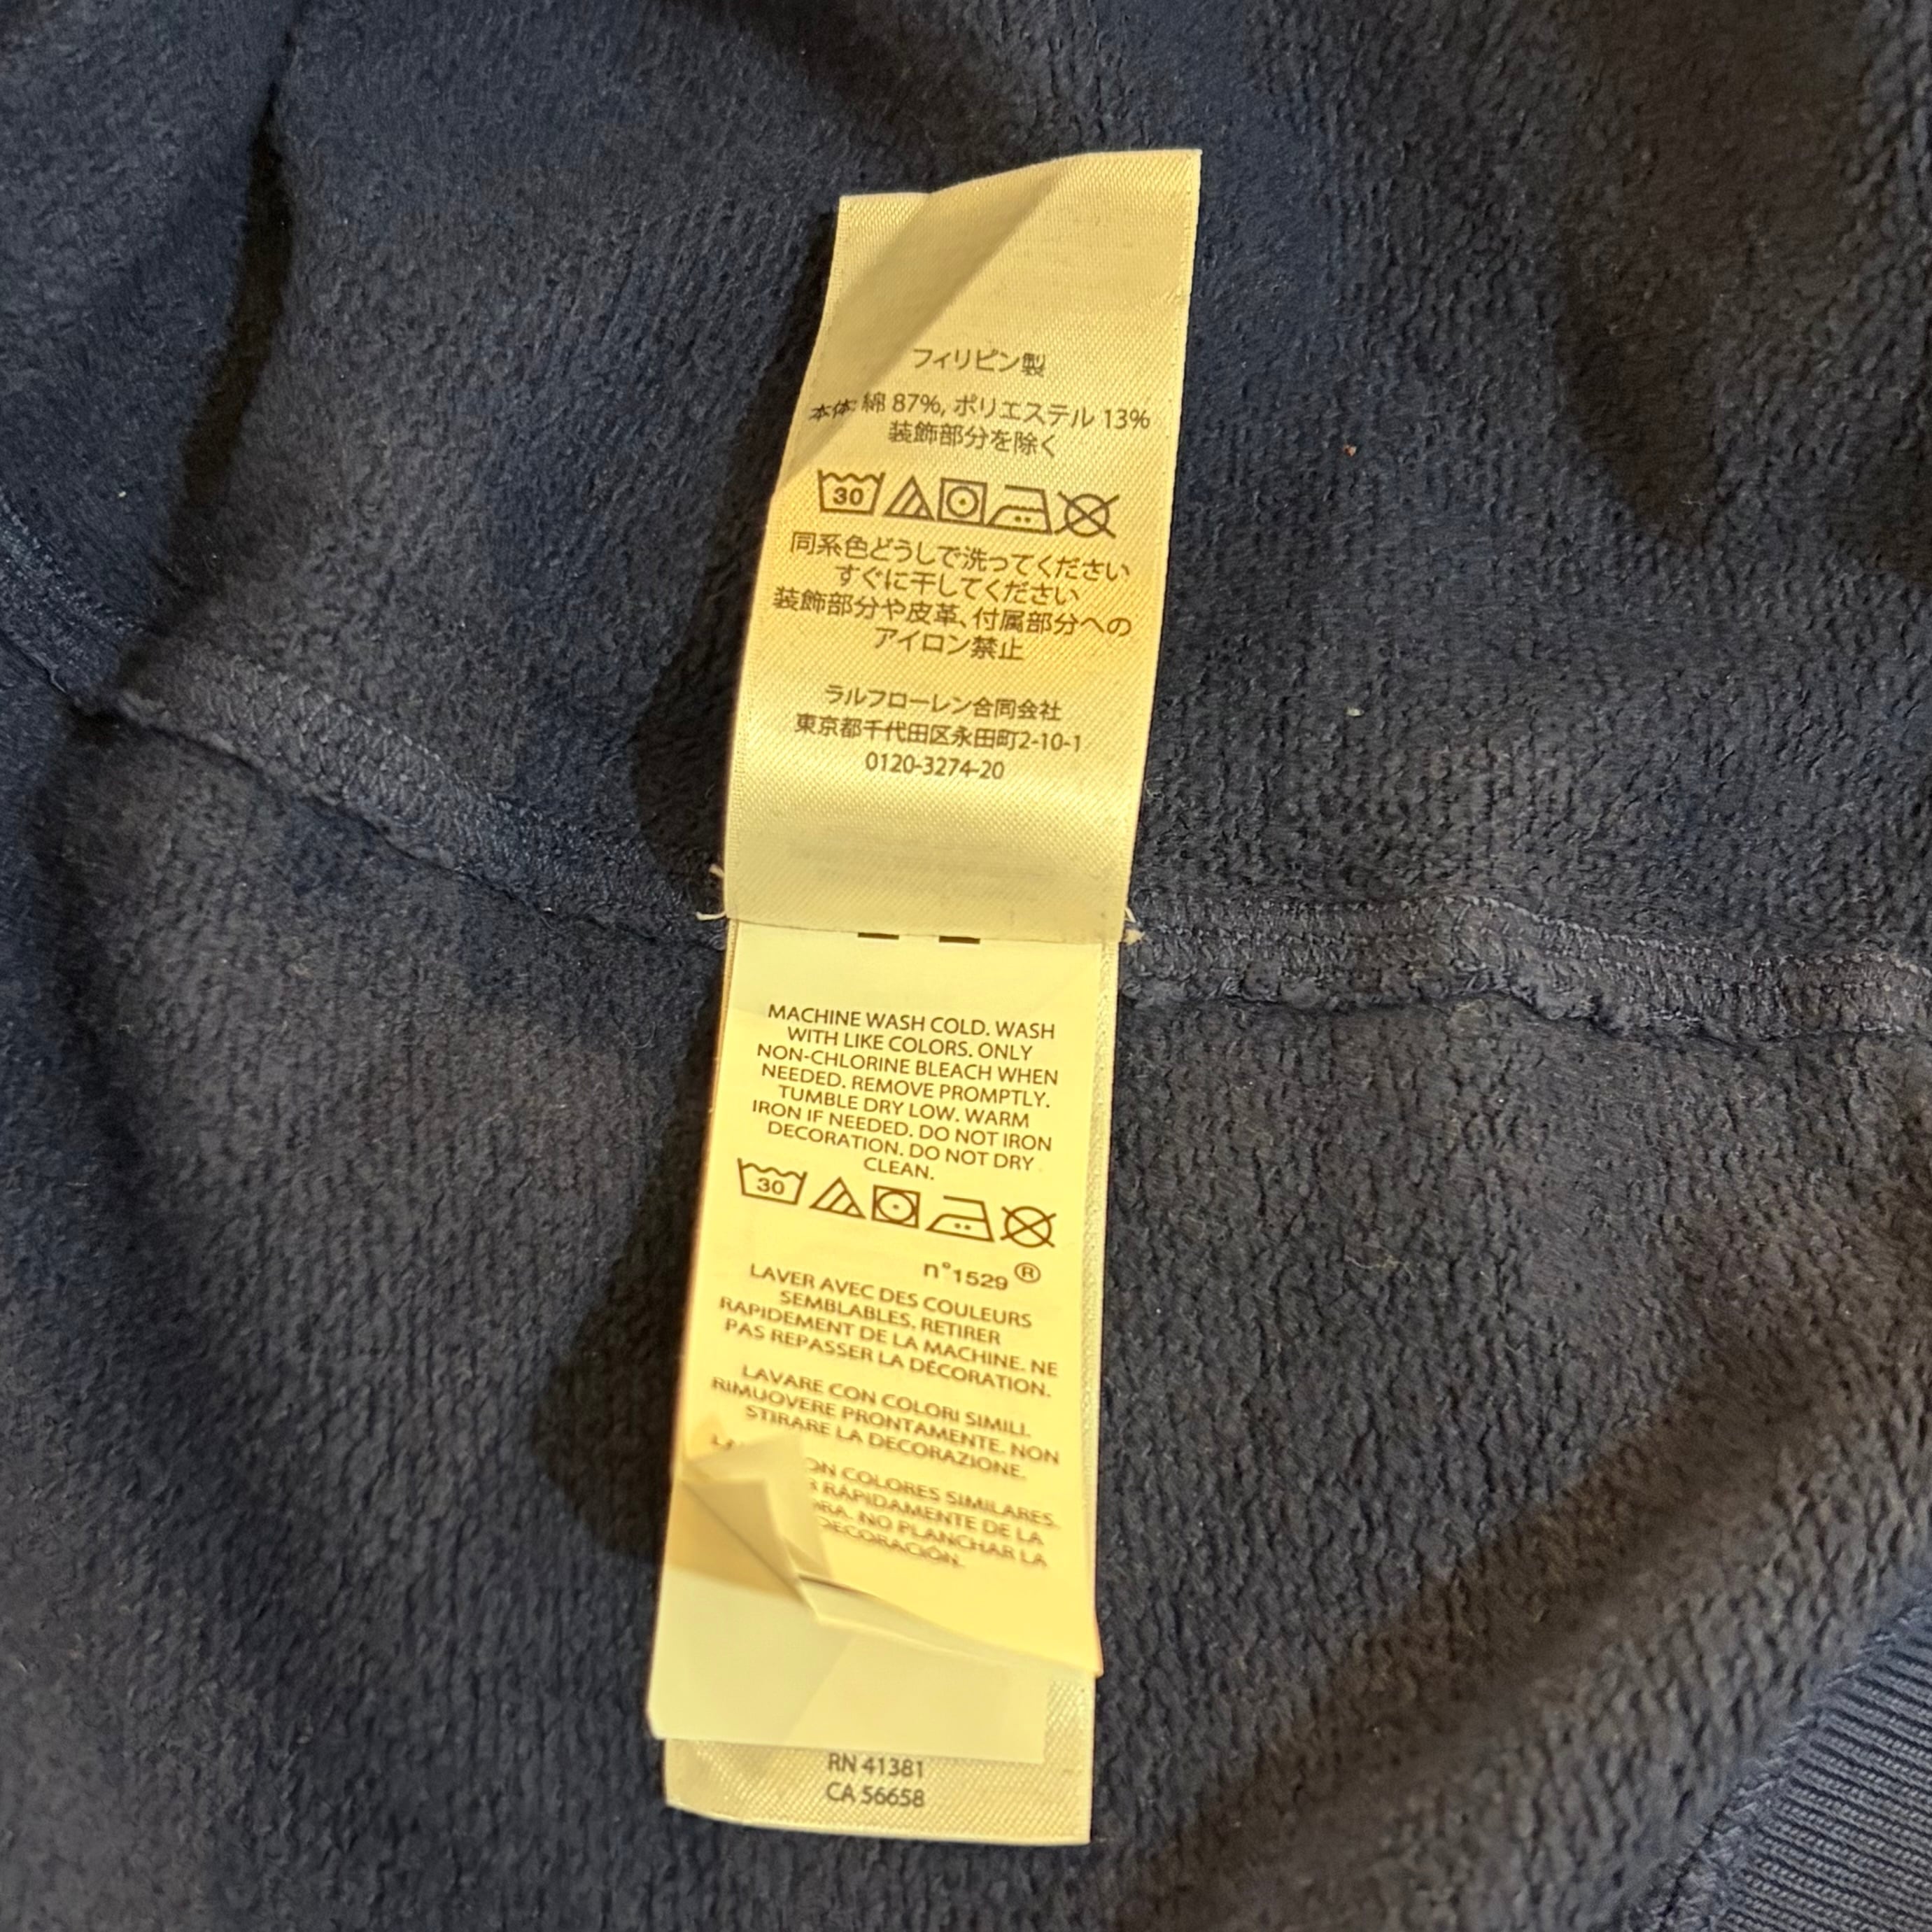 フィリピン製
本体: 綿 87%, ポリエステル 13%
装飾部分を除く
30
同系色どうしで洗ってください
すぐに干してください
装飾部分や皮革、付属部分への
アイロン禁止
ラルフローレン合同会社
東京都千代田区永田町2-10-1
0120-3274-20
MACHINE WASH COLD. WASH
WITH LIKE COLORS. ONLY
NON-CHLORINE BLEACH WHEN
NEEDED. REMOVE PROMPTLY.
TUMBLE DRY LOW. WARM
IRON IF NEEDED. DO NOT IRON
DECORATION. DO NOT DRY
CLEAN.
30
n°1529 ®
LAVER AVEC DES COULEURS
SEMBLABLES. RETIRER
RAPIDEMENT DE LA MACHINE. NE
PAS REPASSER LA DÉCORATION.
LAVARE CON COLORI SIMILI.
RIMUOVERE PRONTAMENTE. NON
STIRARE LA DECORAZIONE.
COLORES SIMILARES.
RÁPIDAMENTE DE LA
NO PLANCHAR LA
DECORACIÓN.
RN 41381
CA 56658